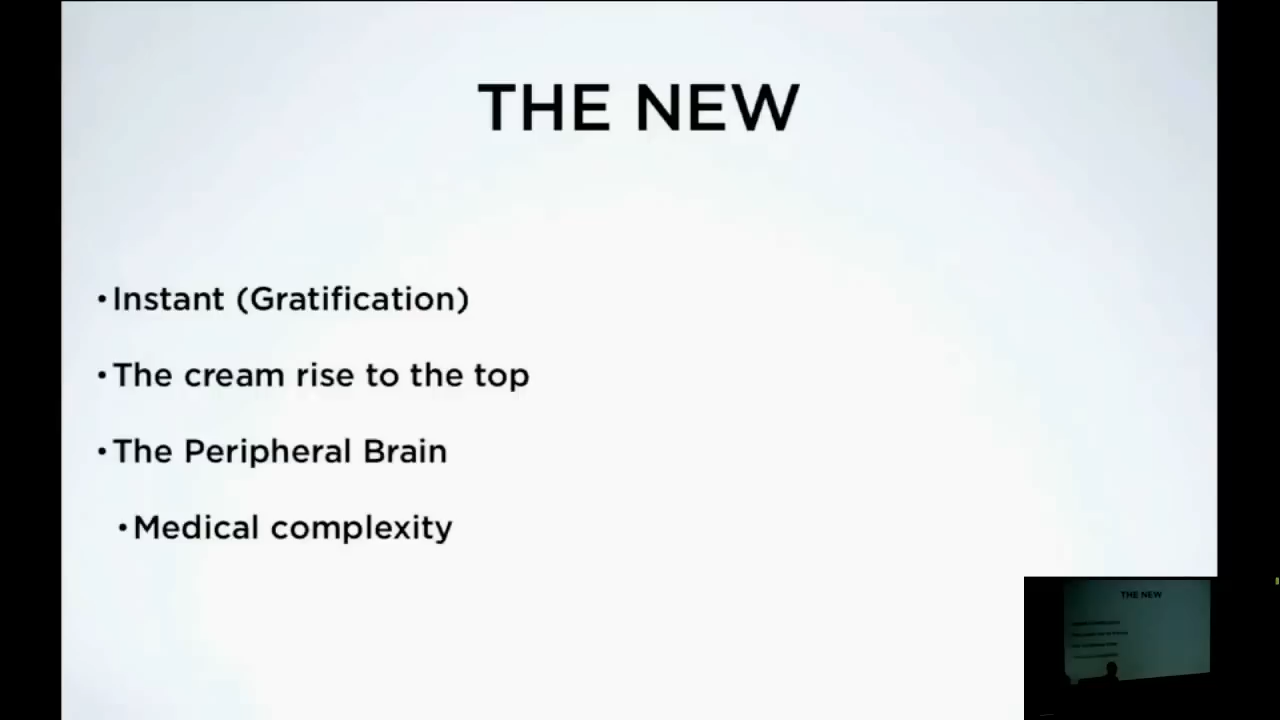 THE NEW
• Instant (Gratification)
• The cream rise to the top
• The Peripheral Brain
• Medical complexity
THE NEW